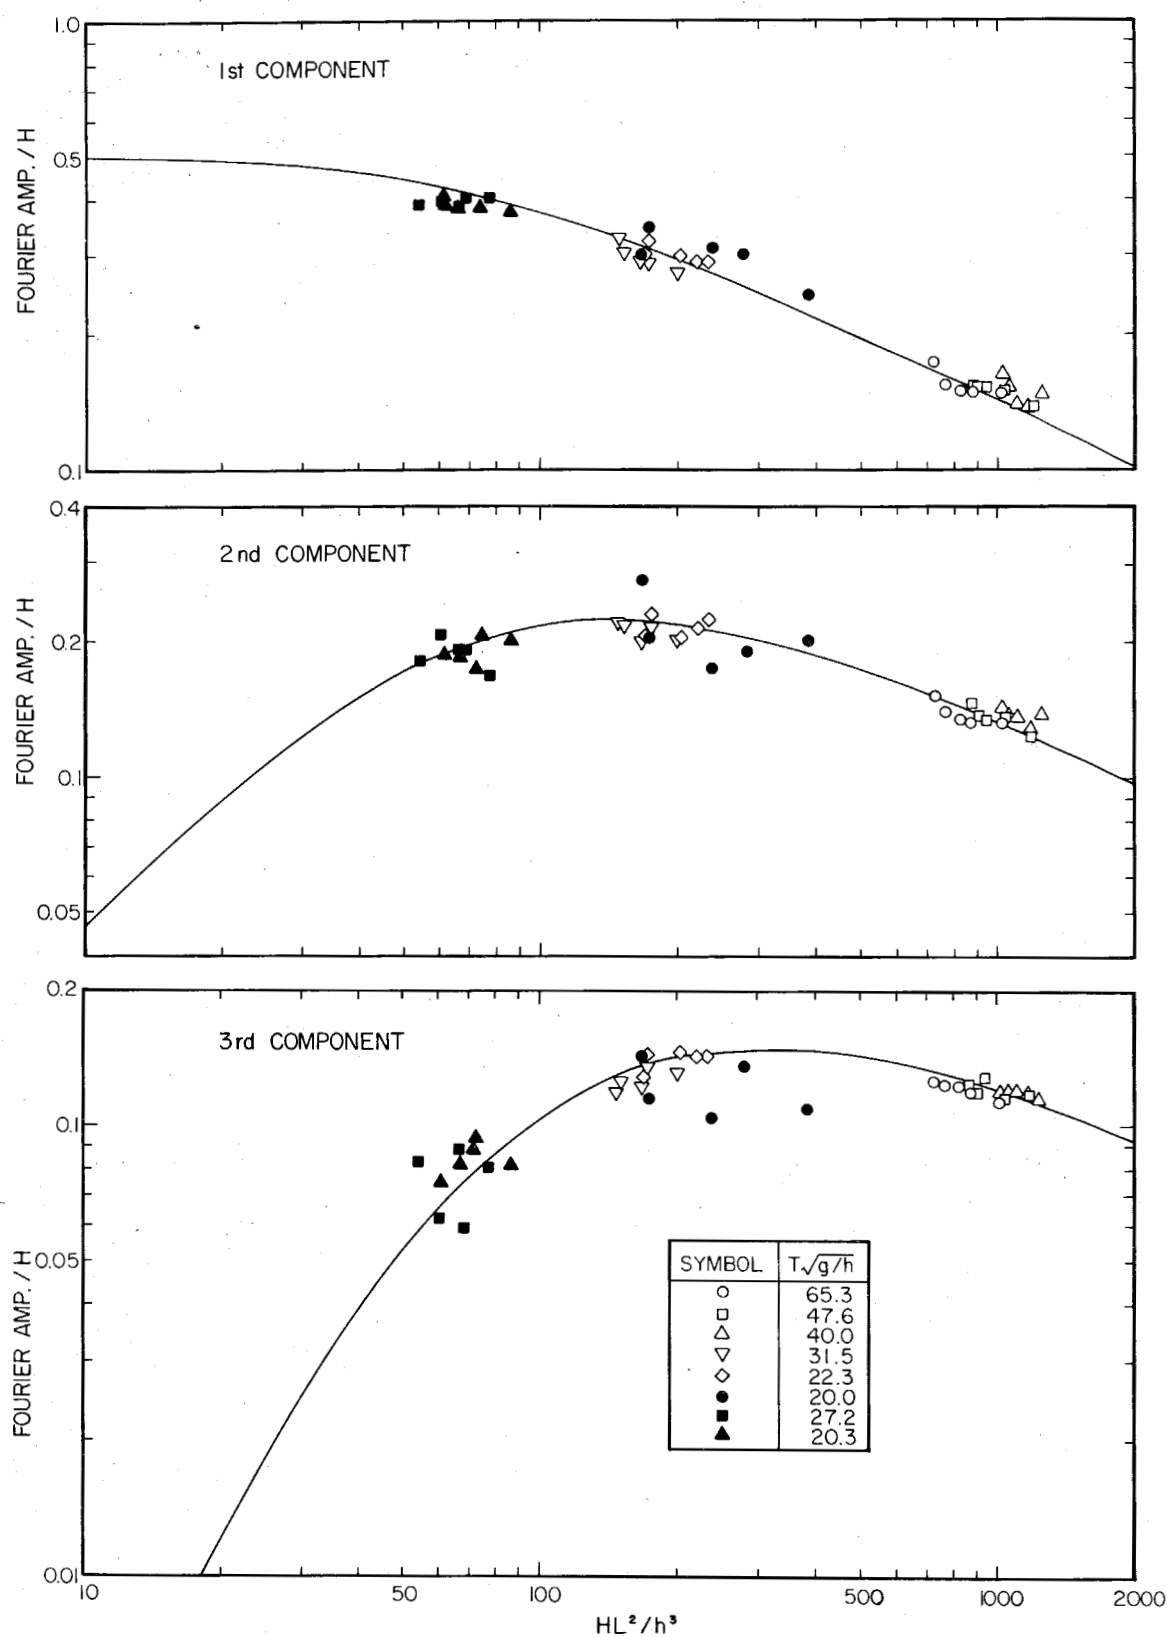 1.0
1st COMPONENT
FOURIER AMP. / H
0.5
0.1
0.4
2nd COMPONENT
FOURIER AMP. / H
0.2
0.1
0.05
0.2
3rd COMPONENT
0.1
FOURIER AMP. / H
0.05
SYMBOL T√g/h
65.3
47.6
40.0
31.5
22.3
20.0
27.2
20.3
0.01
10 50 100 500 1000 2000
HL²/h³